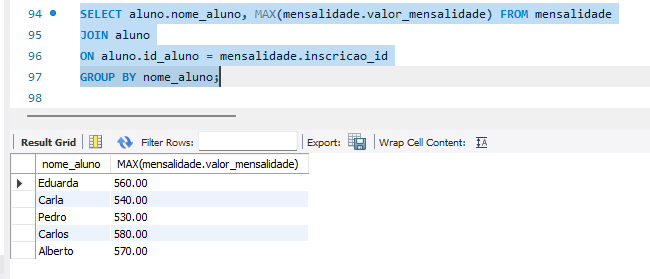 94 SELECT aluno.nome_aluno, MAX(mensalidade.valor_mensalidade) FROM mensalidade
95 JOIN aluno
96 ON aluno.id_aluno = mensalidade.inscricao_id
97 GROUP BY nome_aluno;
98
Result Grid Filter Rows: Export: Wrap Cell Content: IA
nome_aluno MAX(mensalidade.valor_mensalidade)
Eduarda 560.00
Carla 540.00
Pedro 530.00
Carlos 580.00
Alberto 570.00